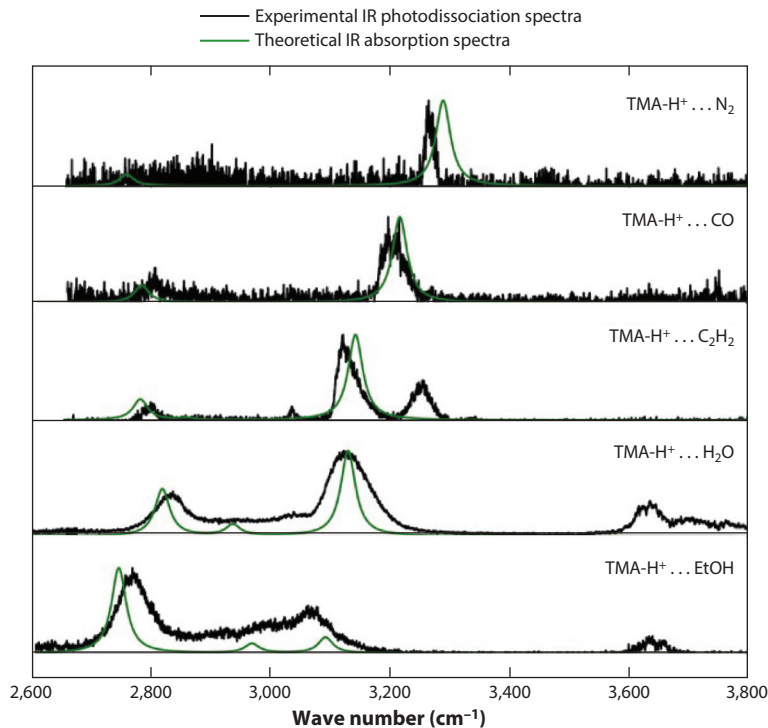 Experimental IR photodissociation spectra
Theoretical IR absorption spectra
TMA-H⁺ . . . N₂
TMA-H⁺ . . . CO
TMA-H⁺ . . . C₂H₂
TMA-H⁺ . . . H₂O
TMA-H⁺ . . . EtOH
2,600 2,800 3,000 3,200 3,400 3,600 3,800
Wave number (cm⁻¹)